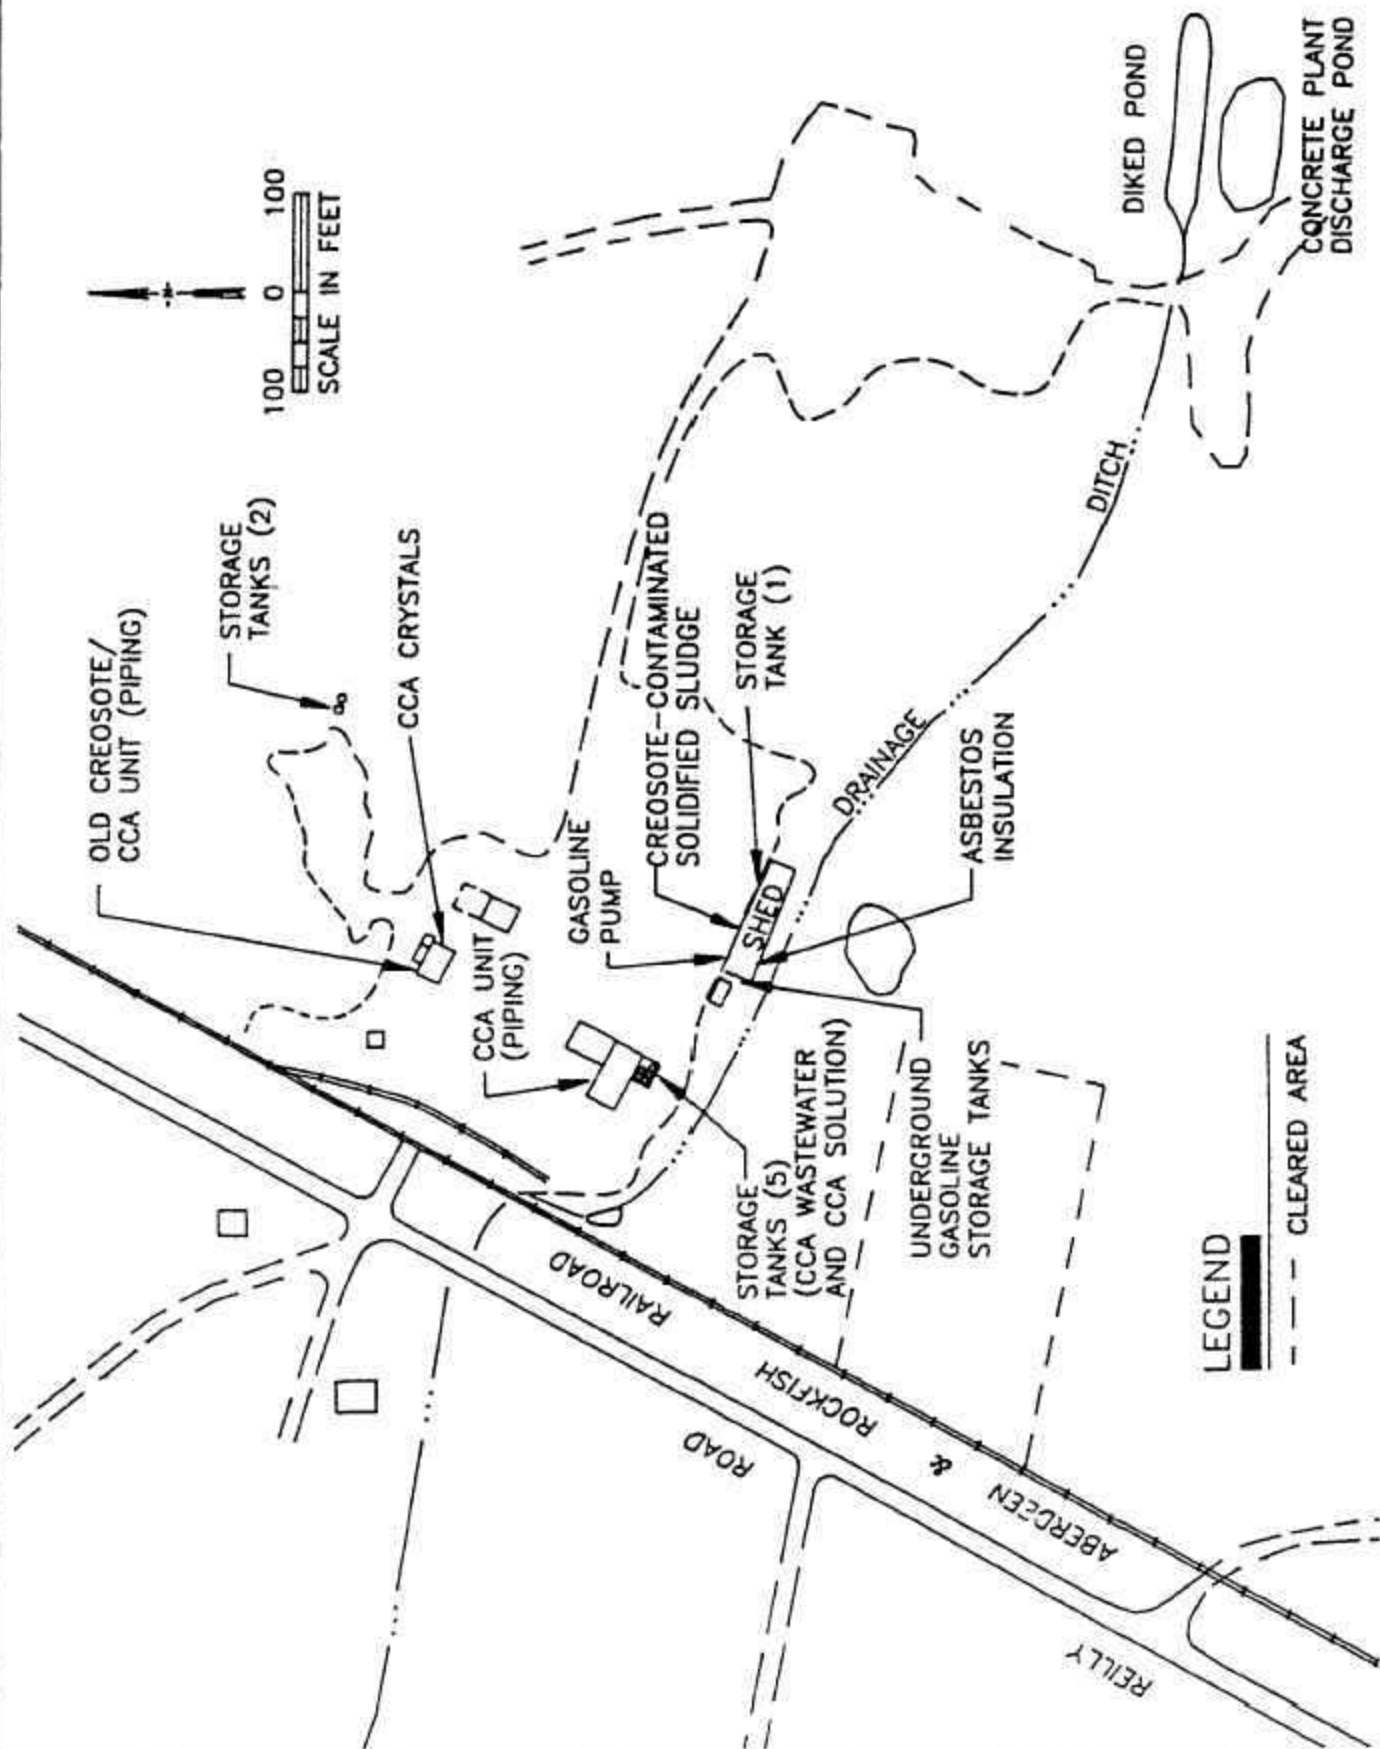 OLD CREOSOTE/
CCA UNIT (PIPING)
STORAGE
TANKS (2)
CCA CRYSTALS
100 0 100
SCALE IN FEET
CCA UNIT
(PIPING)
GASOLINE
PUMP
CREOSOTE-CONTAMINATED
SOLIDIFIED SLUDGE
STORAGE
TANK (1)
SHED
DRAINAGE
DITCH
DIKED POND
CONCRETE PLANT
DISCHARGE POND
ASBESTOS
INSULATION
STORAGE
TANKS (5)
(CCA WASTEWATER
AND CCA SOLUTION)
UNDERGROUND
GASOLINE
STORAGE TANKS
ABERDEEN & ROCKFISH RAILROAD
REILLY ROAD
LEGEND
CLEARED AREA